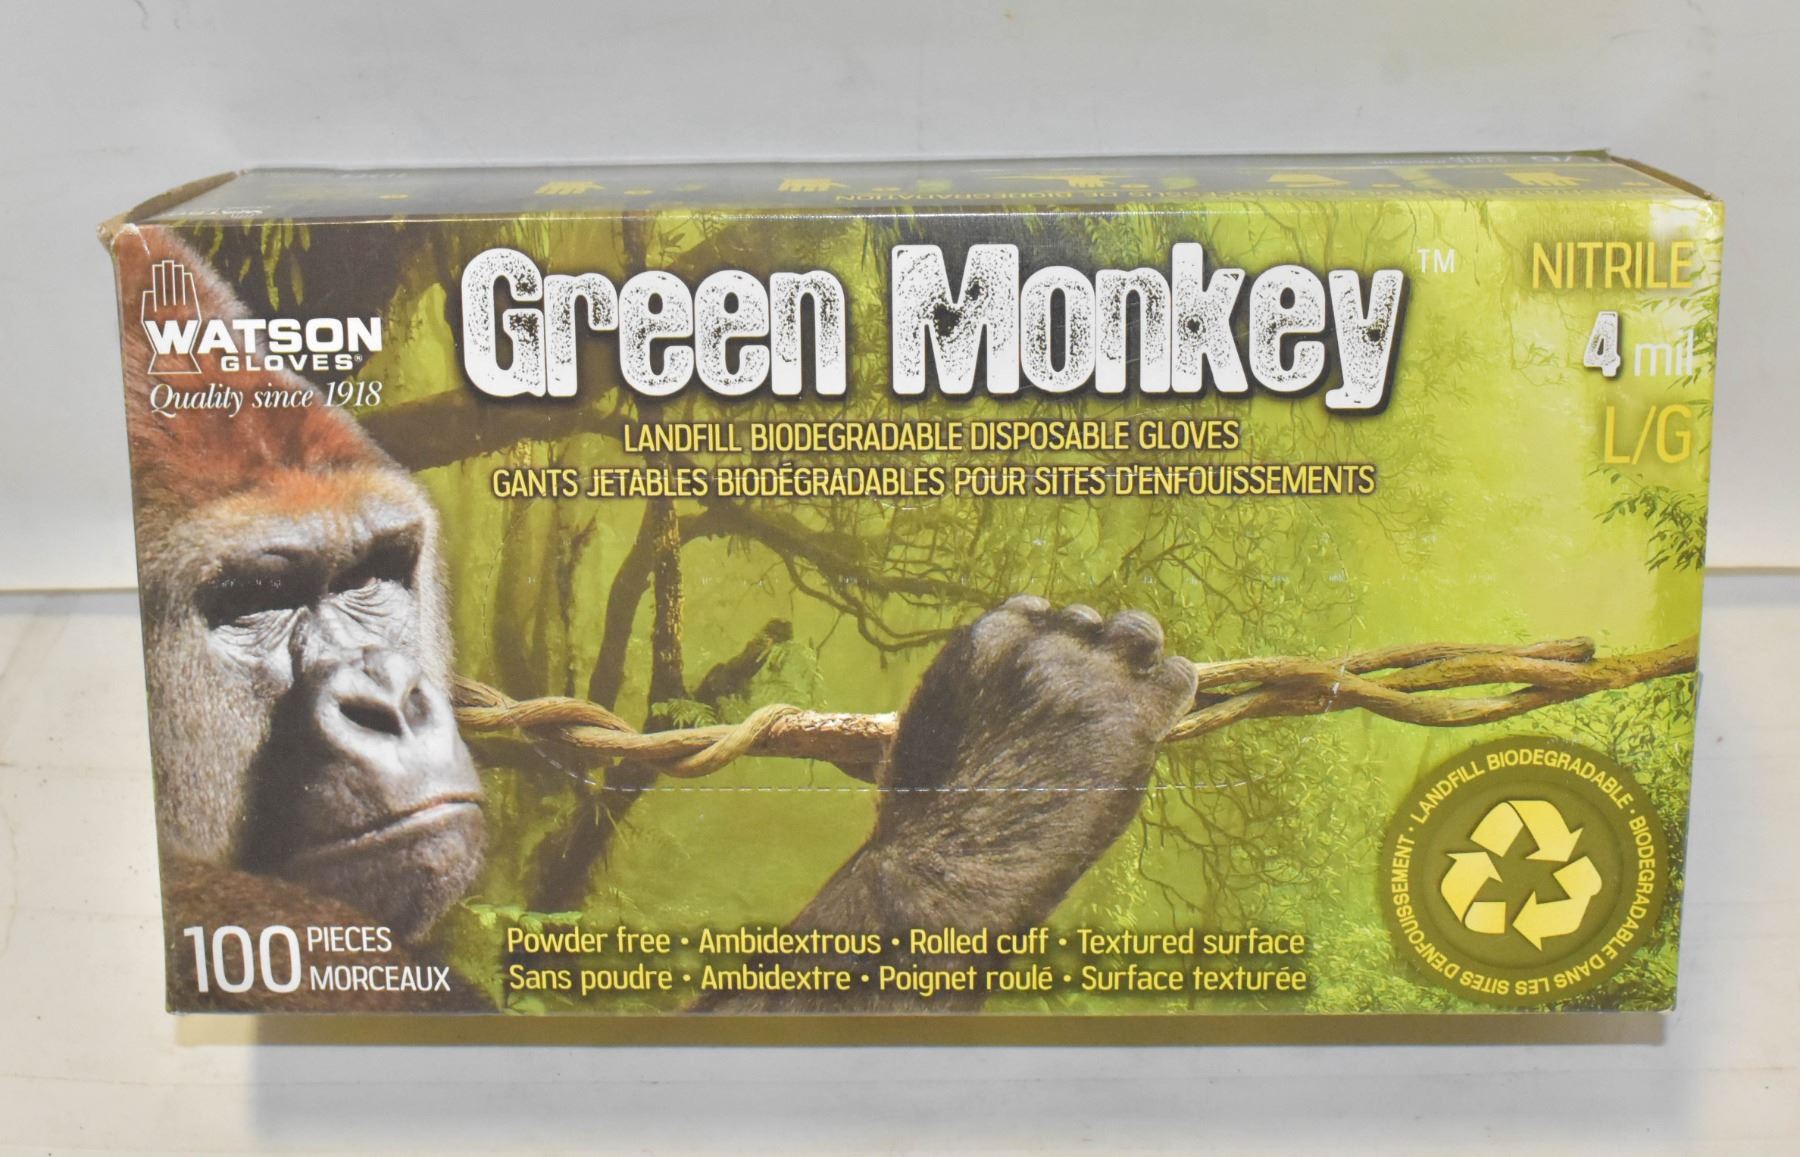 WATSON
GLOVES®
Quality since 1918
Green Monkey™
LANDFILL BIODEGRADABLE DISPOSABLE GLOVES
GANTS JETABLES BIODÉGRADABLES POUR SITES D'ENFOUISSEMENTS
NITRILE
4 mil
L/G
100 PIECES
MORCEAUX
Powder free • Ambidextrous • Rolled cuff • Textured surface
Sans poudre • Ambidextre • Poignet roulé • Surface texturée
LANDFILL BIODEGRADABLE • BIODEGRADABLE DANS LES SITES D'ENFOUISSEMENT •